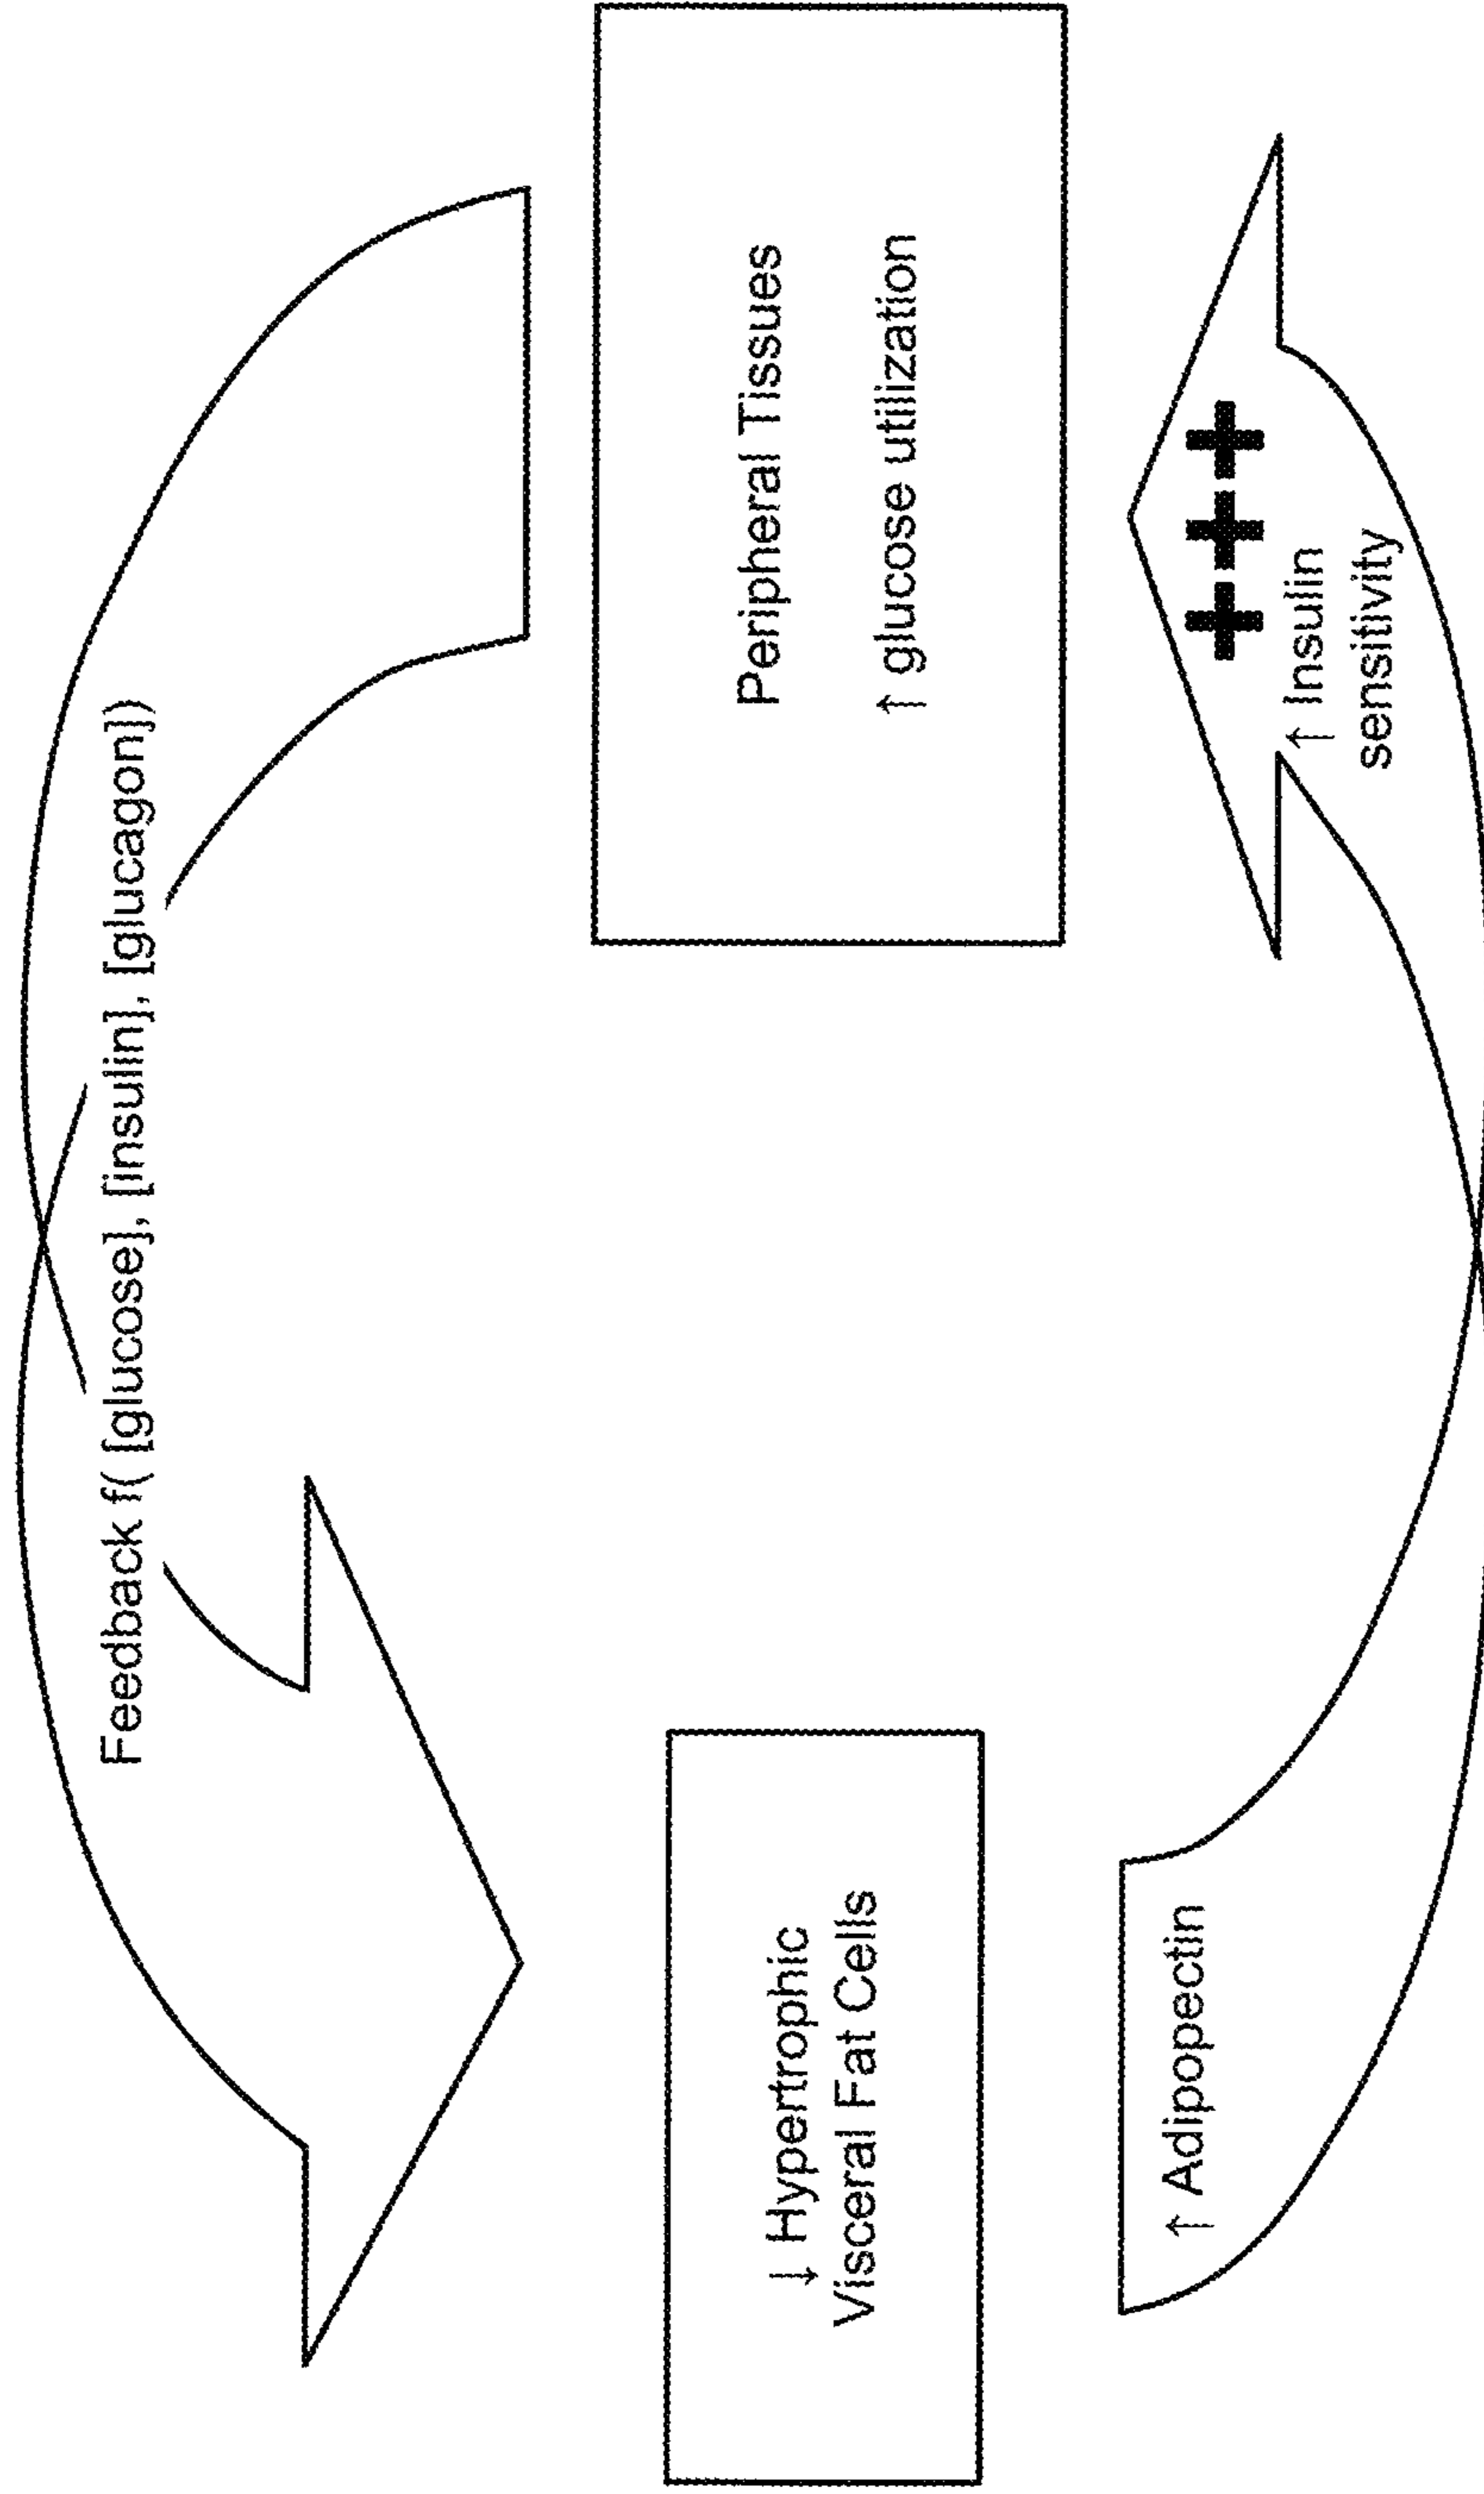 Feedback f( [glucose], [insulin], [glucagon])
↓ Hypertrophic
Visceral Fat Cells
Peripheral Tissues
↑ glucose utilization
↑ Adipopectin
+++
↑ Insulin
sensitivity